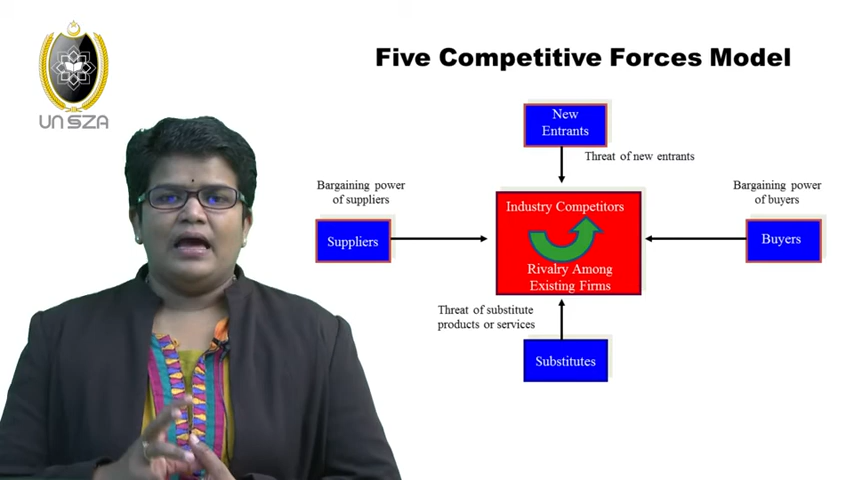 UniSZA
Five Competitive Forces Model
New
Entrants
Threat of new entrants
Bargaining power
of suppliers
Bargaining power
of buyers
Industry Competitors
Suppliers
Buyers
Rivalry Among
Existing Firms
Threat of substitute
products or services
Substitutes